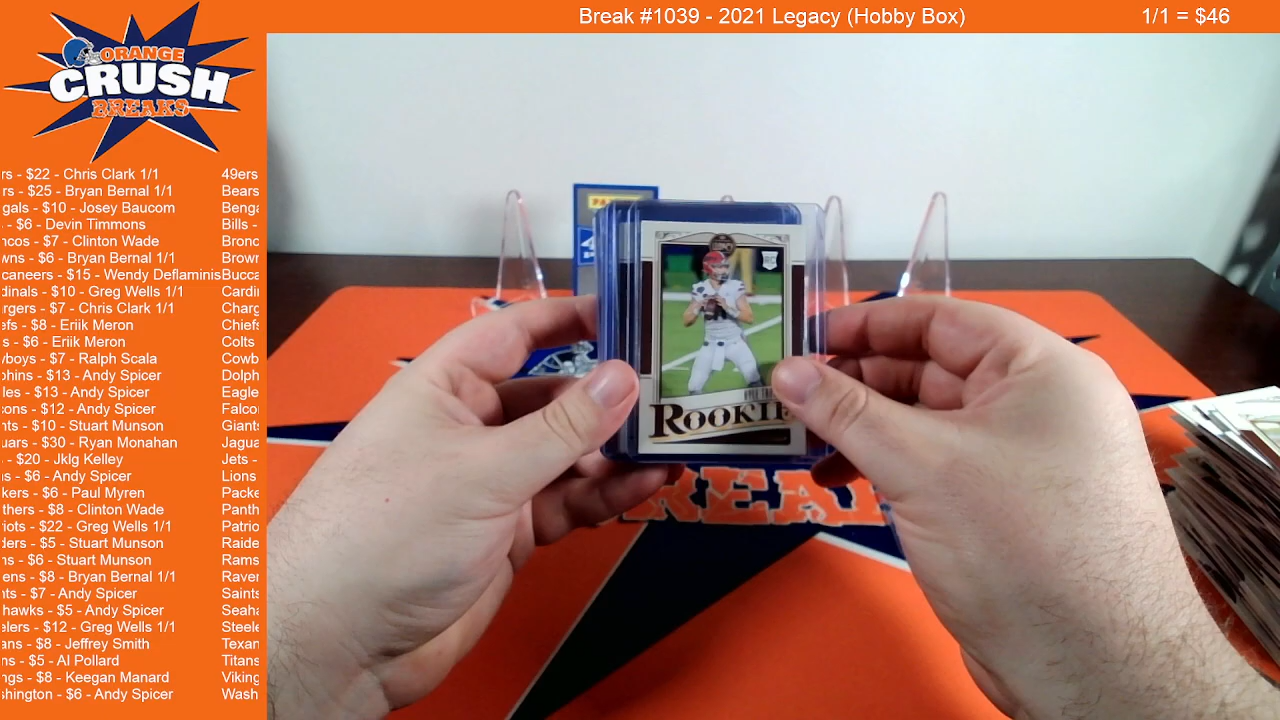 Break #1039 - 2021 Legacy (Hobby Box)
1/1 = $46
ORANGE
CRUSH
BREAKS
rs - $22 - Chris Clark 1/1
49ers
rs - $25 - Bryan Bernal 1/1
Bears
gals - $10 - Josey Baucom
Benga
. - $6 - Devin Timmons
Bills -
ncos - $7 - Clinton Wade
Bronc
wns - $6 - Bryan Bernal 1/1
Brown
caneers - $15 - Wendy Deflaminis
Bucca
dinals - $10 - Greg Wells 1/1
Cardi
rgers - $7 - Chris Clark 1/1
Charg
efs - $8 - Eriik Meron
Chiefs
s - $6 - Eriik Meron
Colts
vboys - $7 - Ralph Scala
Cowb
phins - $13 - Andy Spicer
Dolph
les - $13 - Andy Spicer
Eagle
cons - $12 - Andy Spicer
Falco
nts - $10 - Stuart Munson
Giants
uars - $30 - Ryan Monahan
Jagua
- $20 - Jklg Kelley
Jets -
ns - $6 - Andy Spicer
Lions
kers - $6 - Paul Myren
Packe
thers - $8 - Clinton Wade
Panth
iots - $22 - Greg Wells 1/1
Patrio
ders - $5 - Stuart Munson
Raide
ns - $6 - Stuart Munson
Rams
ens - $8 - Bryan Bernal 1/1
Raver
nts - $7 - Andy Spicer
Saints
hawks - $5 - Andy Spicer
Seaha
elers - $12 - Greg Wells 1/1
Steele
ans - $8 - Jeffrey Smith
Texan
ns - $5 - Al Pollard
Titans
ngs - $8 - Keegan Manard
Viking
shington - $6 - Andy Spicer
Wash
RC
ROOKIE
REA